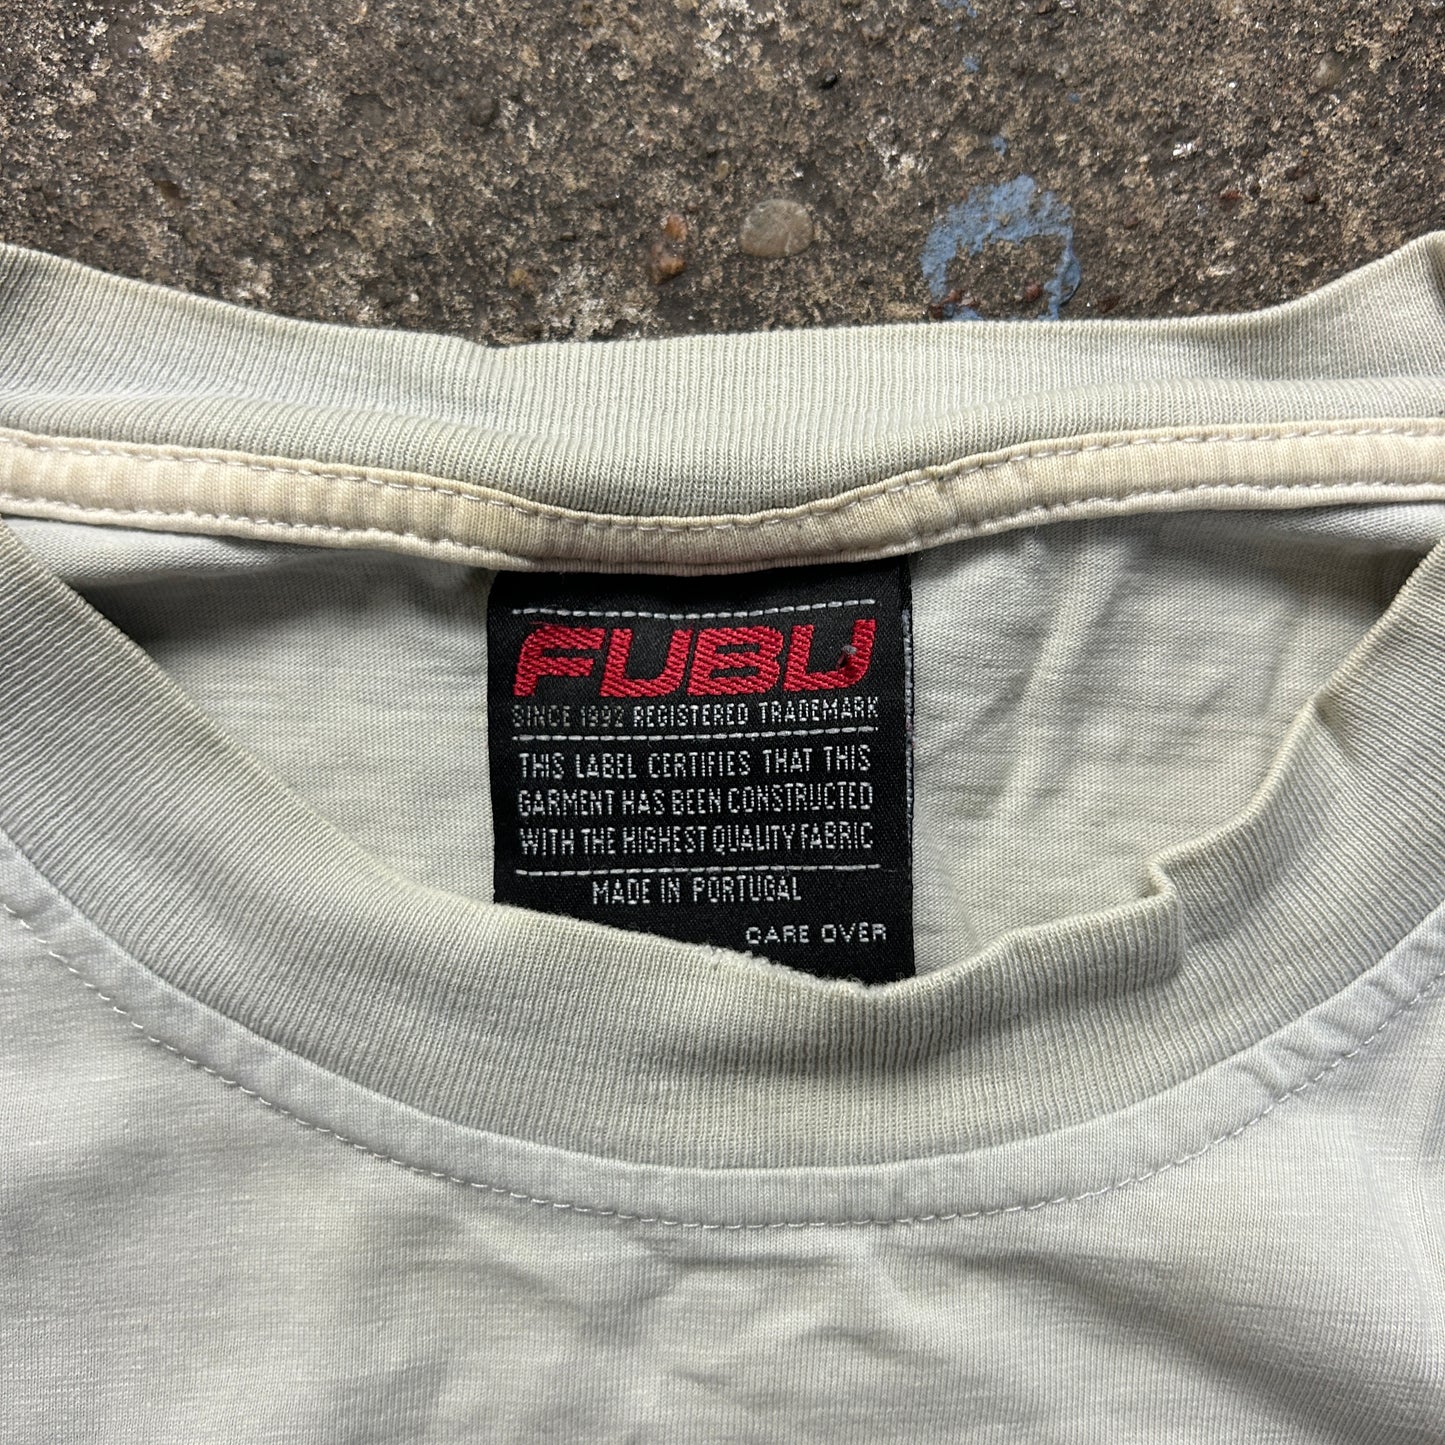 FUBU
SINCE 1992 REGISTERED TRADEMARK
THIS LABEL CERTIFIES THAT THIS
GARMENT HAS BEEN CONSTRUCTED
WITH THE HIGHEST QUALITY FABRIC
MADE IN PORTUGAL
CARE OVER